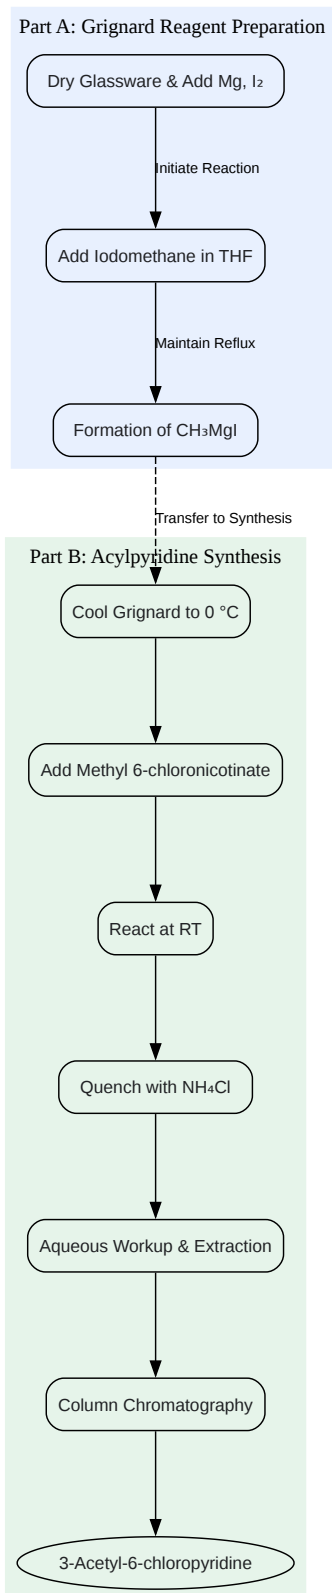 Part A: Grignard Reagent Preparation
Dry Glassware & Add Mg, I₂
Initiate Reaction
Add Iodomethane in THF
Maintain Reflux
Formation of CH₃MgI
Transfer to Synthesis
Part B: Acylpyridine Synthesis
Cool Grignard to 0 °C
Add Methyl 6-chloronicotinate
React at RT
Quench with NH₄Cl
Aqueous Workup & Extraction
Column Chromatography
3-Acetyl-6-chloropyridine